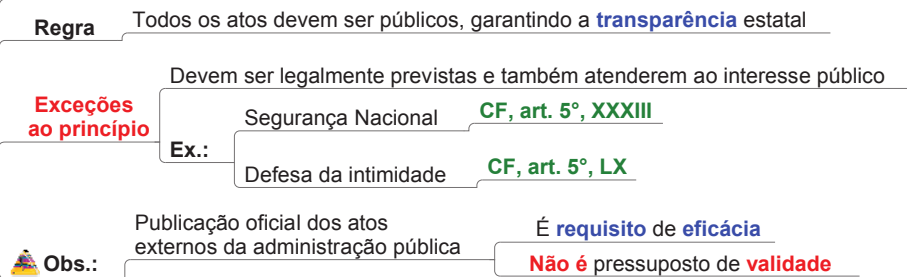 Regra
Todos os atos devem ser públicos, garantindo a transparência estatal
Exceções
ao princípio
Devem ser legalmente previstas e também atenderem ao interesse público
Ex.:
Segurança Nacional
CF, art. 5°, XXXIII
Defesa da intimidade
CF, art. 5°, LX
Obs.:
Publicação oficial dos atos
externos da administração pública
É requisito de eficácia
Não é pressuposto de validade